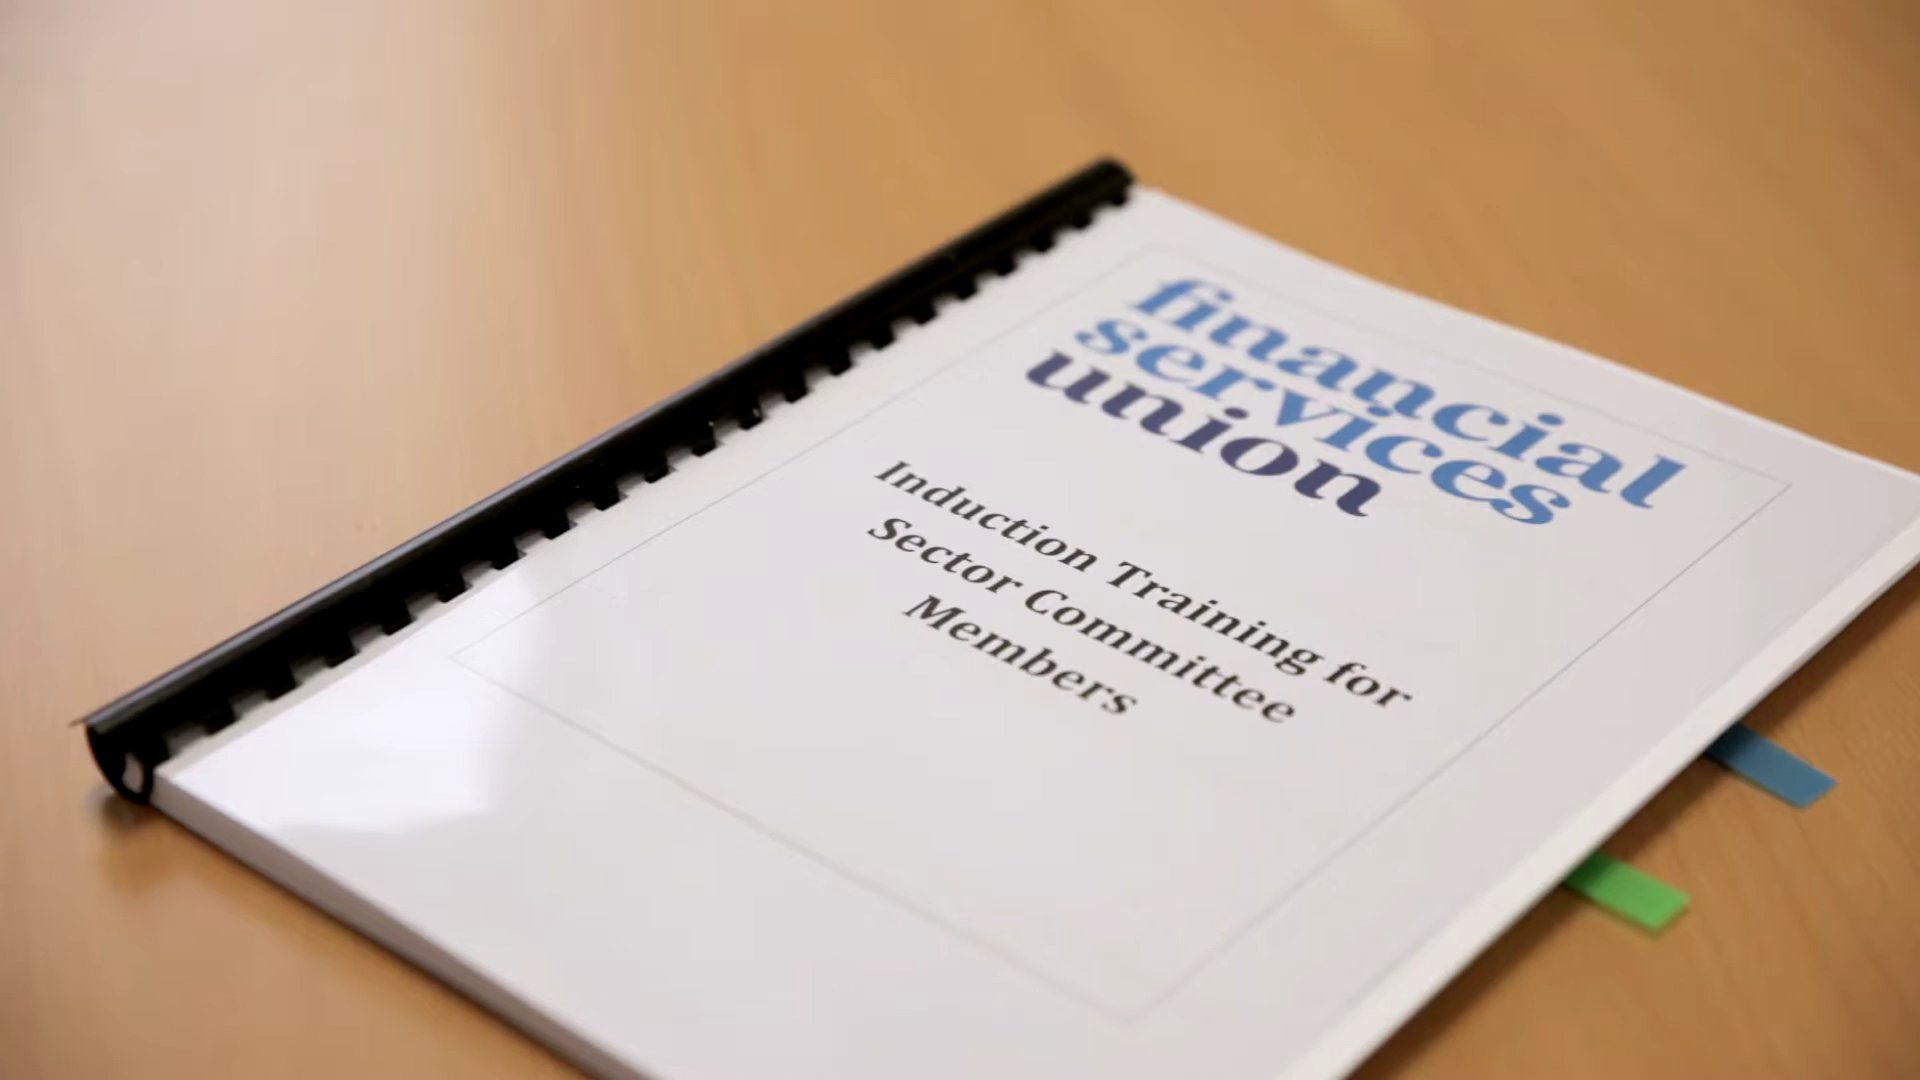 financial
services
union
Induction Training for
Sector Committee
Members